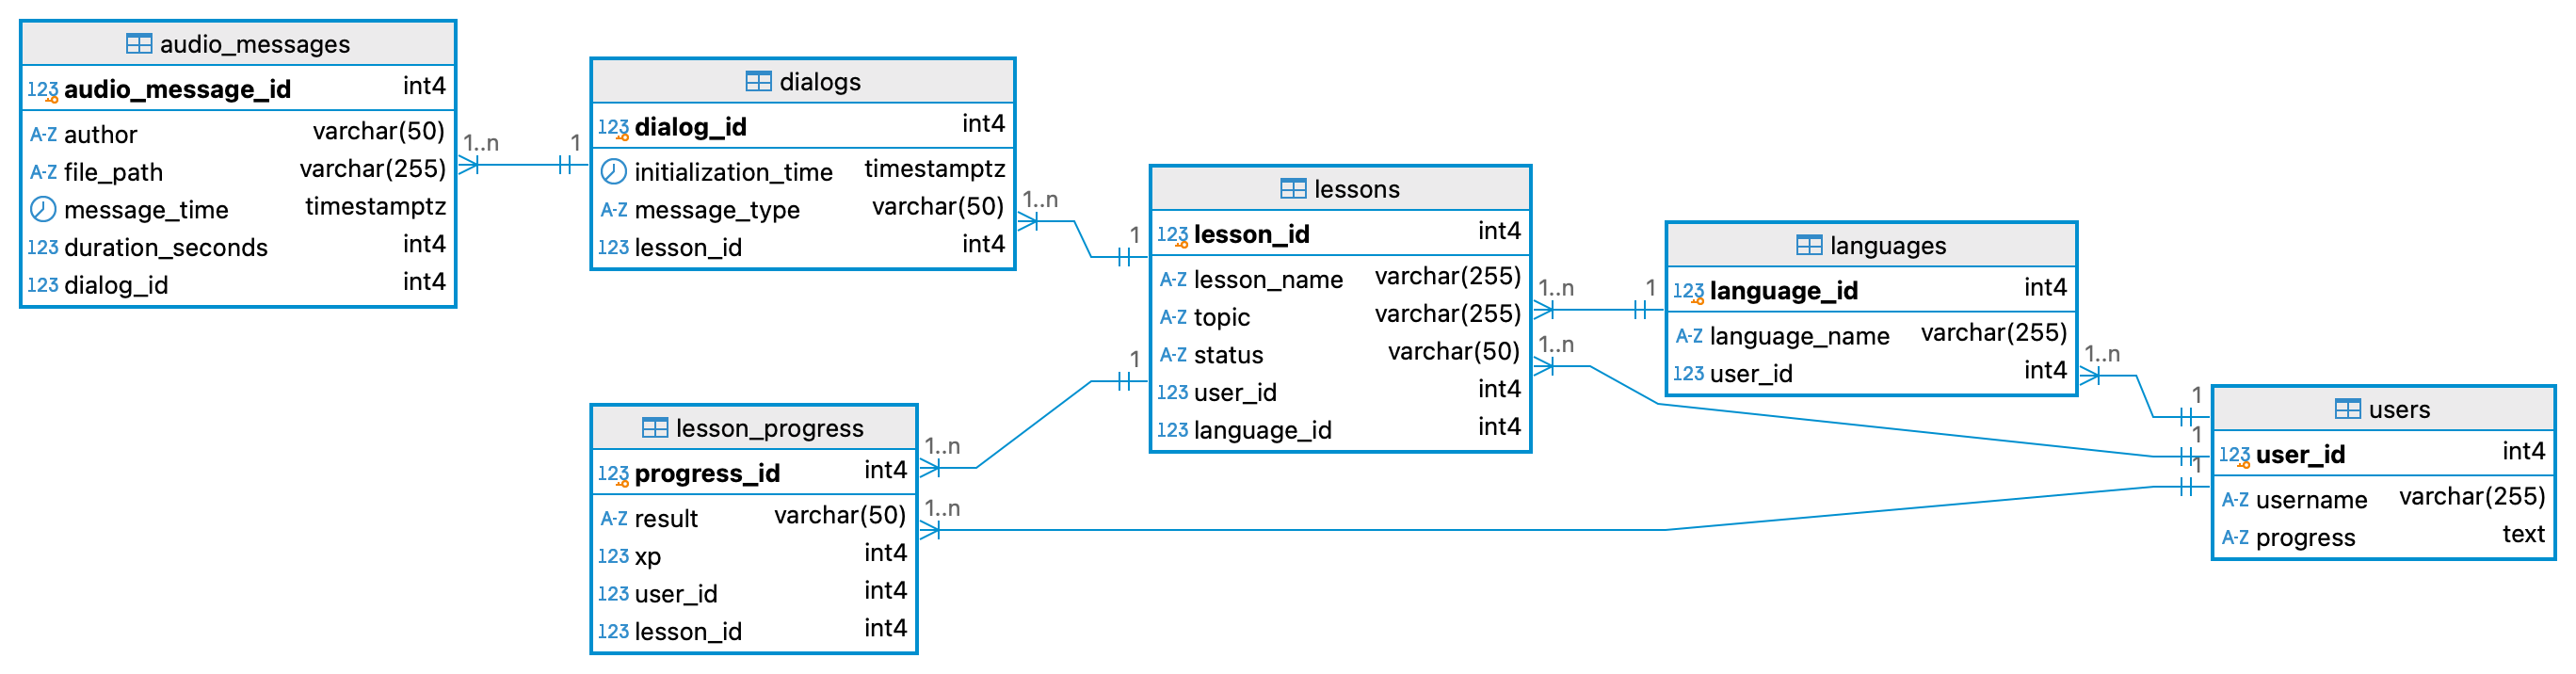 audio_messages
123 audio_message_id int4
A-Z author varchar(50)
A-Z file_path varchar(255)
message_time timestamptz
123 duration_seconds int4
123 dialog_id int4
1..n 1
dialogs
123 dialog_id int4
initialization_time timestamptz
A-Z message_type varchar(50)
123 lesson_id int4
1..n 1
lessons
123 lesson_id int4
A-Z lesson_name varchar(255)
A-Z topic varchar(255)
A-Z status varchar(50)
123 user_id int4
123 language_id int4
1..n 1
1..n
languages
123 language_id int4
A-Z language_name varchar(255)
123 user_id int4
1..n 1
1
1
users
123 user_id int4
A-Z username varchar(255)
A-Z progress text
lesson_progress
123 progress_id int4
A-Z result varchar(50)
123 xp int4
123 user_id int4
123 lesson_id int4
1..n 1
1..n